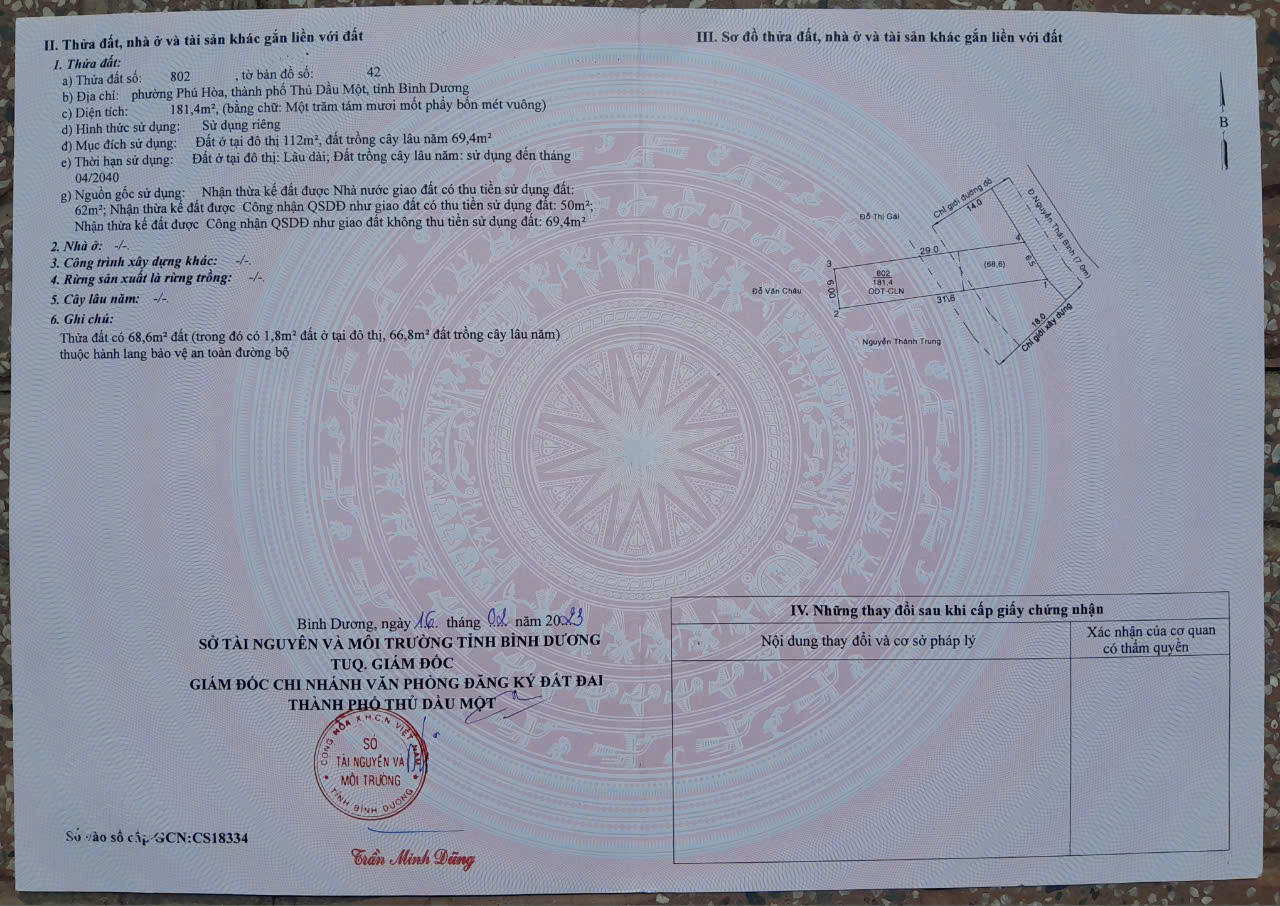 II. Thửa đất, nhà ở và tài sản khác gắn liền với đất
1. Thửa đất:
a) Thửa đất số: 802 , tờ bản đồ số: 42
b) Địa chỉ: phường Phú Hòa, thành phố Thủ Dầu Một, tỉnh Bình Dương
c) Diện tích: 181,4m², (bằng chữ: Một trăm tám mươi mốt phẩy bốn mét vuông)
d) Hình thức sử dụng: Sử dụng riêng
đ) Mục đích sử dụng: Đất ở tại đô thị 112m², đất trồng cây lâu năm 69,4m²
e) Thời hạn sử dụng: Đất ở tại đô thị: Lâu dài; Đất trồng cây lâu năm: sử dụng đến tháng
04/2040
g) Nguồn gốc sử dụng: Nhận thừa kế đất được Nhà nước giao đất có thu tiền sử dụng đất:
62m²; Nhận thừa kế đất được Công nhận QSDĐ như giao đất có thu tiền sử dụng đất: 50m²;
Nhận thừa kế đất được Công nhận QSDĐ như giao đất không thu tiền sử dụng đất: 69,4m²
2. Nhà ở: -/-.
3. Công trình xây dựng khác: -/-.
4. Rừng sản xuất là rừng trồng: -/-.
5. Cây lâu năm: -/-.
6. Ghi chú:
Thửa đất có 68,6m² đất (trong đó có 1,8m² đất ở tại đô thị, 66,8m² đất trồng cây lâu năm)
thuộc hành lang bảo vệ an toàn đường bộ
Bình Dương, ngày 16 tháng 02 năm 2023
SỞ TÀI NGUYÊN VÀ MÔI TRƯỜNG TỈNH BÌNH DƯƠNG
TUQ. GIÁM ĐỐC
GIÁM ĐỐC CHI NHÁNH VĂN PHÒNG ĐĂNG KÝ ĐẤT ĐAI
THÀNH PHỐ THỦ DẦU MỘT
CỘNG HÒA X.H.C.N VIỆT NAM
SỞ
TÀI NGUYÊN VÀ
MÔI TRƯỜNG
TỈNH BÌNH DƯƠNG
Trần Minh Dũng
Số vào sổ cấp GCN:CS18334
III. Sơ đồ thửa đất, nhà ở và tài sản khác gắn liền với đất
B
Chỉ giới đường đỏ
14.0
Đ Nguyễn Thái Bình (7.0m)
Đỗ Thị Gái
29.0
4
3
802
181,4
ODT-CLN
(68,6)
6.5
Đỗ Văn Châu
6.00
2
31.6
1
18.0
Chỉ giới xây dựng
Nguyễn Thành Trung
IV. Những thay đổi sau khi cấp giấy chứng nhận
Nội dung thay đổi và cơ sở pháp lý
Xác nhận của cơ quan
có thẩm quyền